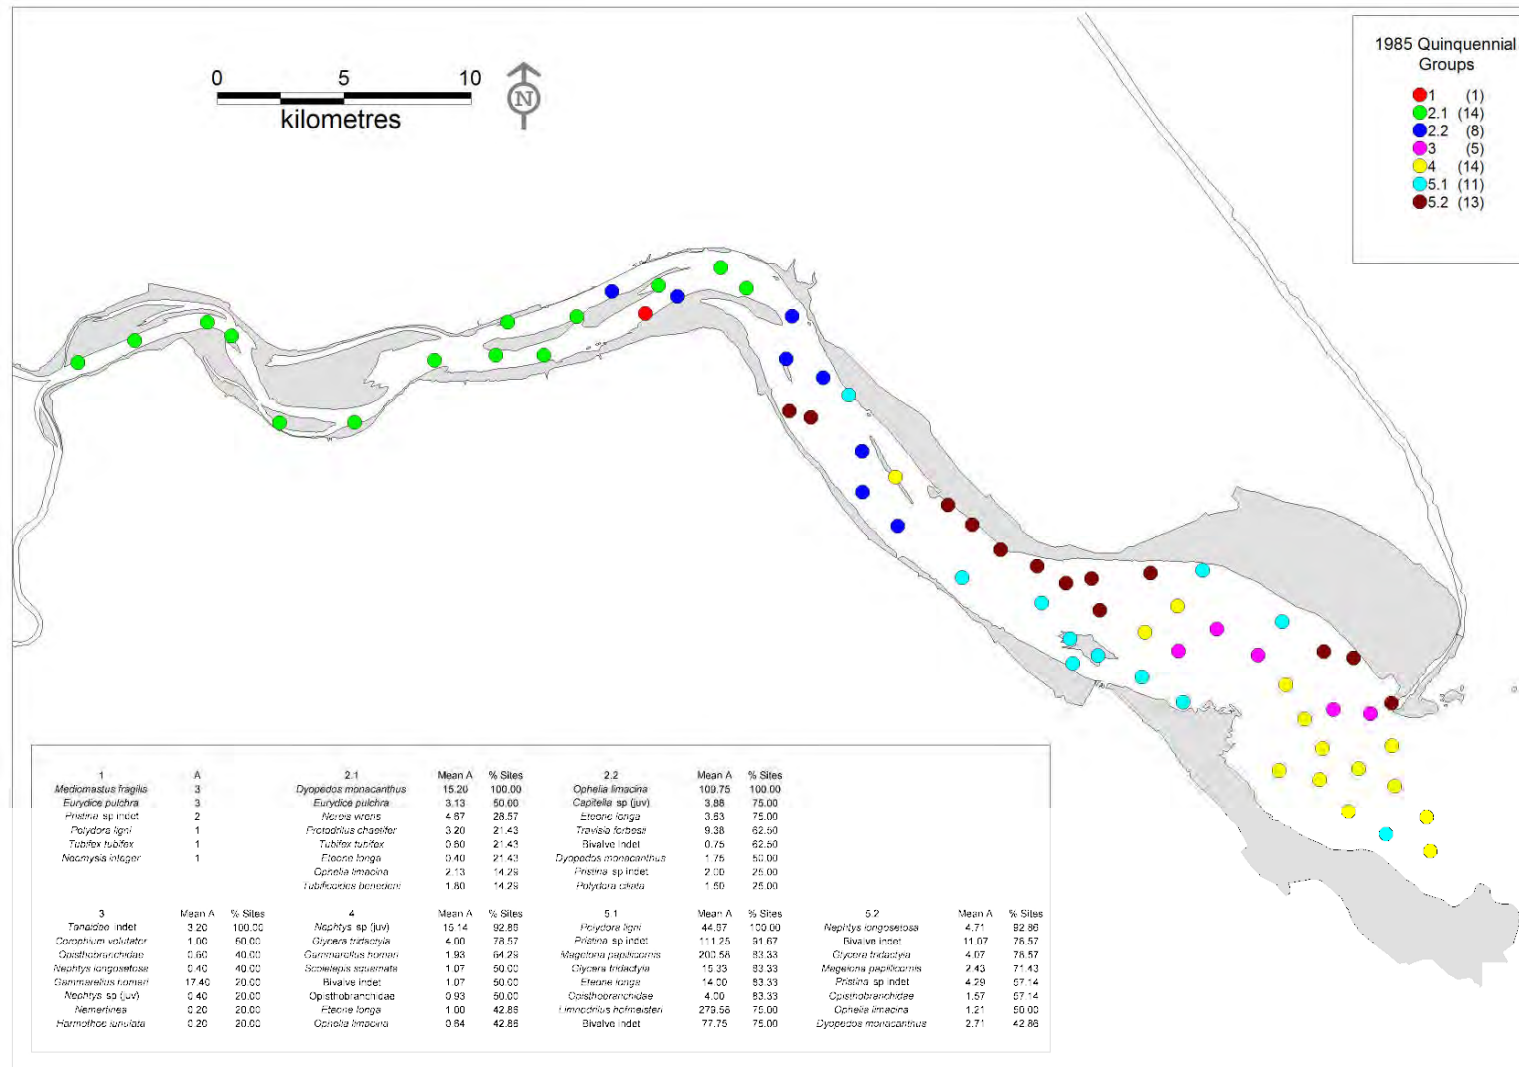 1985 Quinquennial
Groups
1 (1)
2.1 (14)
2.2 (8)
3 (5)
4 (14)
5.1 (11)
5.2 (13)
0 5 10
kilometres
N
1 A 2.1 Mean A % Sites 2.2 Mean A % Sites
Mediomastus fragilis 3 Dyopedos monacanthus 15.20 100.00 Ophelia limacina 109.75 100.00
Eurydice pulchra 3 Eurydice pulchra 3.13 50.00 Capitella sp (juv) 3.88 75.00
Pristina sp indet 2 Nereis virens 4.67 28.57 Eteone longa 3.63 75.00
Polydora ligni 1 Protodrilus chaetifer 3.20 21.43 Travisia forbesii 9.38 62.50
Tubifex tubifex 1 Tubifex tubifex 0.60 21.43 Bivalve indet 0.75 62.50
Neomysis integer 1 Eteone longa 0.40 21.43 Dyopodos monacanthus 1.75 50.00
Ophelia limacina 2.13 14.29 Pristina sp indet 2.00 25.00
Tubificoides benedeni 1.80 14.29 Polydora ciliata 1.50 25.00
3 Mean A % Sites 4 Mean A % Sites 5.1 Mean A % Sites 5.2 Mean A % Sites
Tanaidae indet 3.20 100.00 Nephtys sp (juv) 15.14 92.86 Polydora ligni 44.67 100.00 Nephtys longosetosa 4.71 92.86
Corophium volutator 1.00 60.00 Glycera tridactyla 4.00 78.57 Pristina sp indet 111.25 91.67 Bivalve indet 11.07 78.57
Opisthobranchidae 0.60 40.00 Gammarellus homari 1.93 64.29 Magelona papillicornis 200.58 83.33 Glycera tridactyla 4.07 78.57
Nephtys longosetosa 0.40 40.00 Scolelepis squamata 1.07 50.00 Glycera tridactyla 15.33 83.33 Magelona papillicornis 2.43 71.43
Gammarellus homari 17.40 20.00 Bivalve indet 1.07 50.00 Eteone longa 14.00 83.33 Pristina sp indet 4.29 57.14
Nephtys sp (juv) 0.40 20.00 Opisthobranchidae 0.93 50.00 Opisthobranchidae 4.00 83.33 Opisthobranchidae 1.57 57.14
Nemertinea 0.20 20.00 Eteone longa 1.00 42.86 Limnodrilus hofmeisteri 279.58 75.00 Ophelia limacina 1.21 50.00
Harmothoe lunulata 0.20 20.00 Ophelia limacina 0.64 42.86 Bivalve indet 77.75 75.00 Dyopedos monacanthus 2.71 42.86